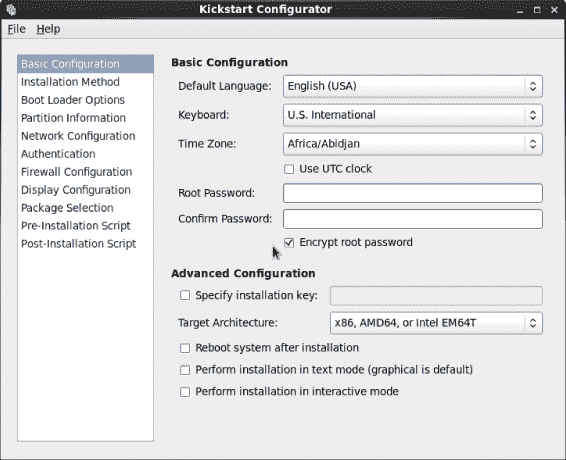 Kickstart Configurator
File Help
Basic Configuration
Installation Method
Boot Loader Options
Partition Information
Network Configuration
Authentication
Firewall Configuration
Display Configuration
Package Selection
Pre-Installation Script
Post-Installation Script
Basic Configuration
Default Language: English (USA)
Keyboard: U.S. International
Time Zone: Africa/Abidjan
Use UTC clock
Root Password:
Confirm Password:
Encrypt root password
Advanced Configuration
Specify installation key:
Target Architecture: x86, AMD64, or Intel EM64T
Reboot system after installation
Perform installation in text mode (graphical is default)
Perform installation in interactive mode